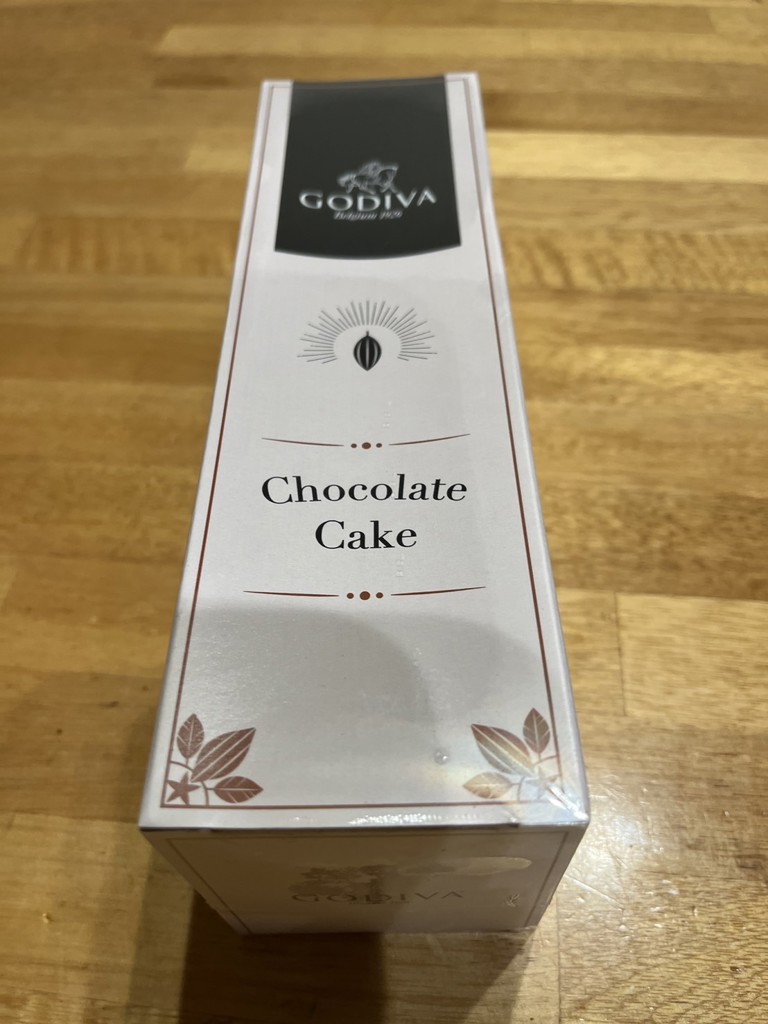 GODIVA
Belgium 1926
Chocolate
Cake
GODIVA